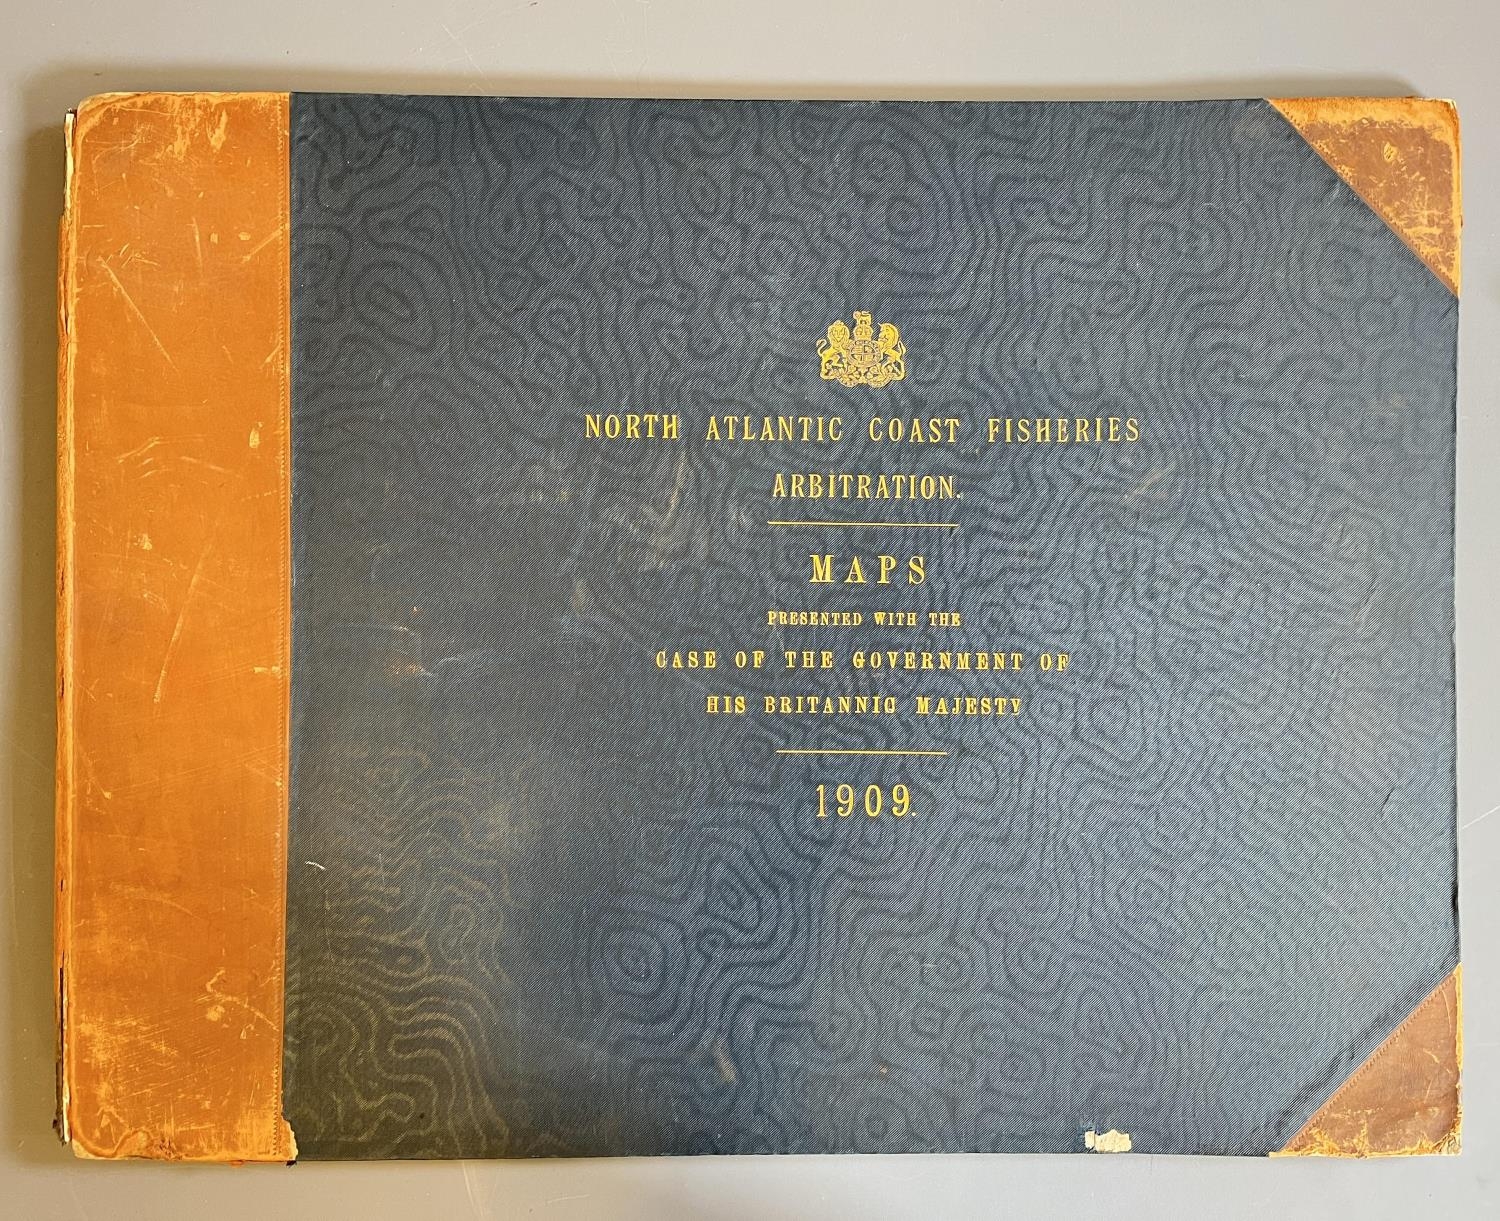 NORTH ATLANTIC COAST FISHERIES
ARBITRATION.
MAPS
PRESENTED WITH THE
CASE OF THE GOVERNMENT OF
HIS BRITANNIC MAJESTY
1909.